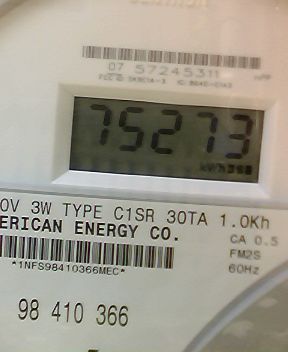 07 57245311
75273
0V 3W TYPE C1SR 30TA 1.0Kh
ERICAN ENERGY CO.
CA 0.5
FM2S
*1NFS98410366MEC*
60Hz
98 410 366